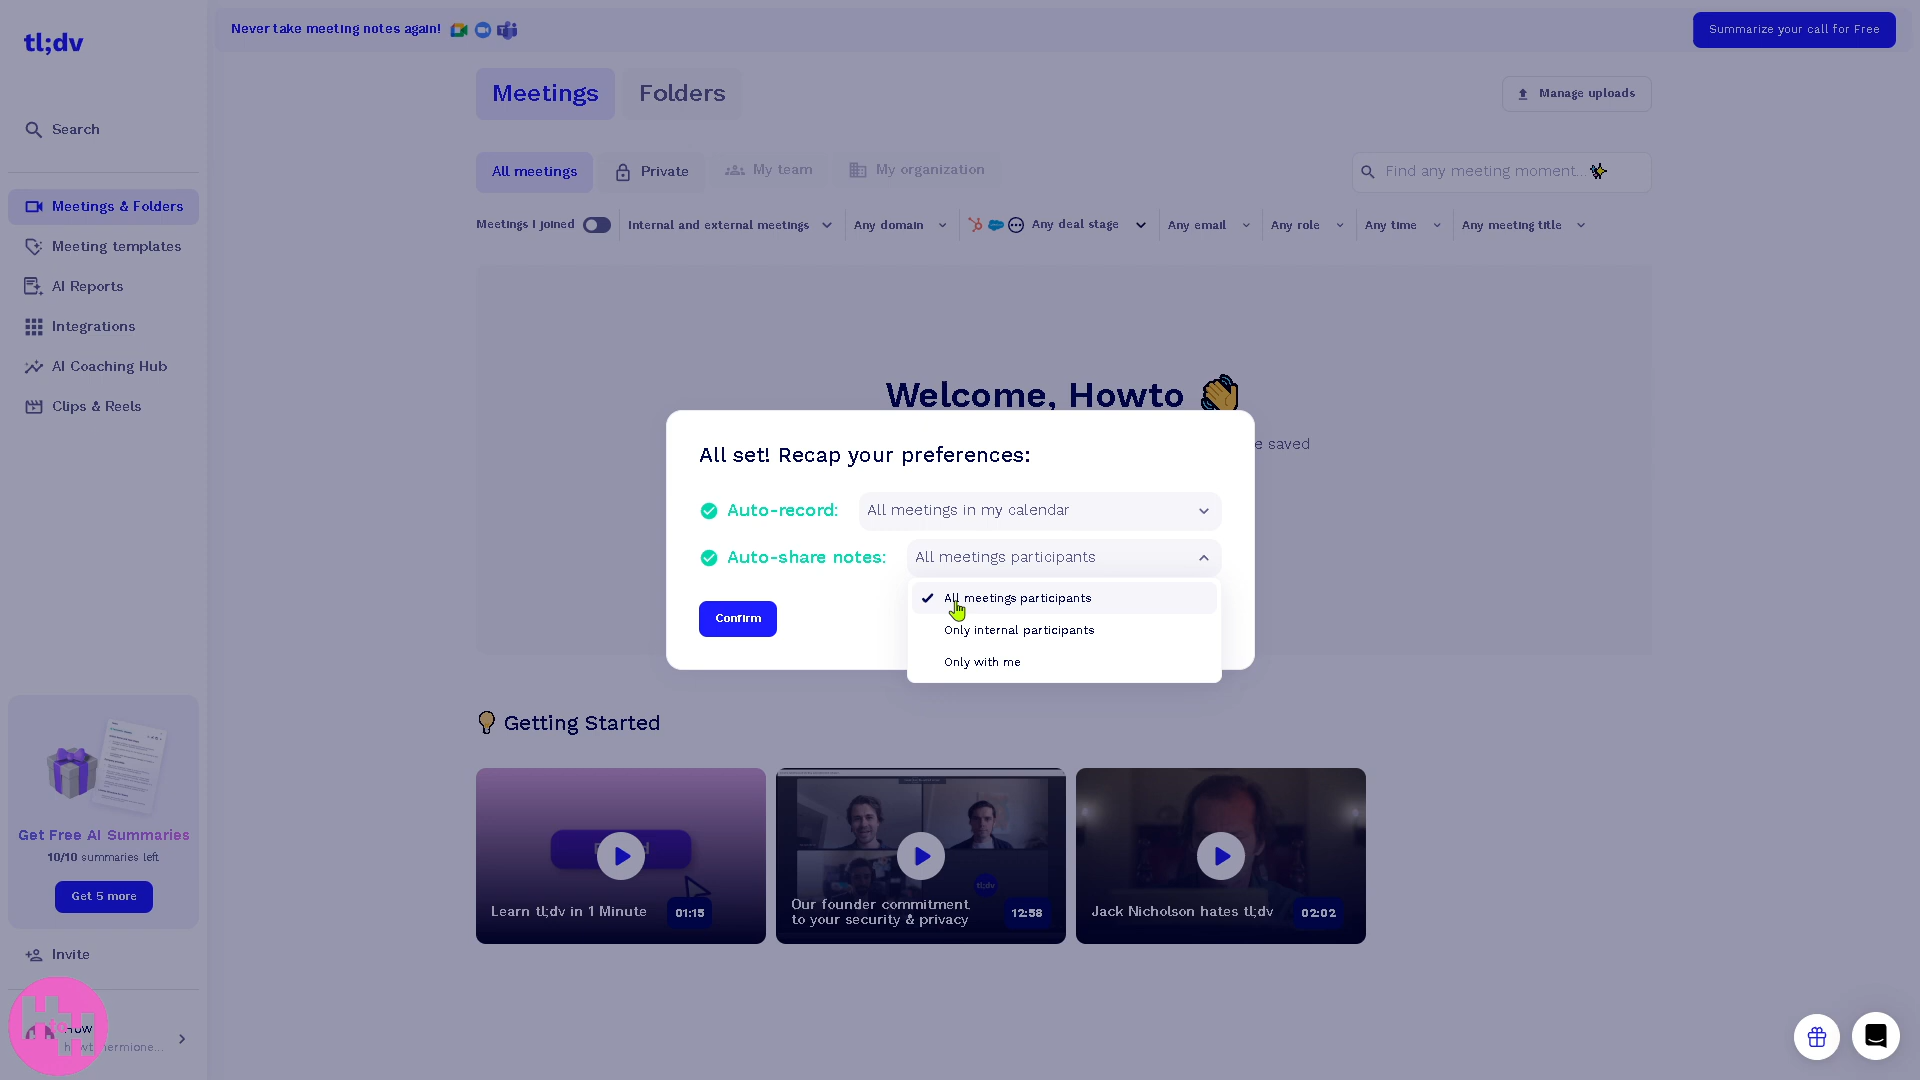 tl;dv
Never take meeting notes again!
Summarize your call for Free
Search
Meetings & Folders
Meeting templates
AI Reports
Integrations
AI Coaching Hub
Clips & Reels
Meetings
Folders
Manage uploads
All meetings
Private
My team
My organization
Find any meeting moment...
Meetings I joined
Internal and external meetings
Any domain
Any deal stage
Any email
Any role
Any time
Any meeting title
Welcome, Howto
e saved
All set! Recap your preferences:
Auto-record:
All meetings in my calendar
Auto-share notes:
All meetings participants
All meetings participants
Only internal participants
Only with me
Confirm
Getting Started
Learn tl;dv in 1 Minute
01:15
Our founder commitment
to your security & privacy
12:58
Jack Nicholson hates tl;dv
02:02
Get Free AI Summaries
10/10 summaries left
Get 5 more
Invite